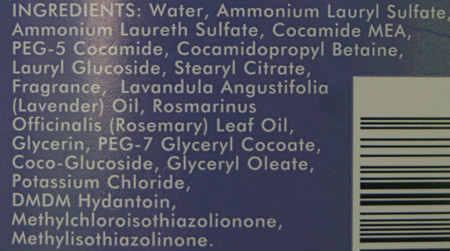 INGREDIENTS: Water, Ammonium Lauryl Sulfate,
Ammonium Laureth Sulfate, Cocamide MEA,
PEG-5 Cocamide, Cocamidopropyl Betaine,
Lauryl Glucoside, Stearyl Citrate,
Fragrance, Lavandula Angustifolia
(Lavender) Oil, Rosmarinus
Officinalis (Rosemary) Leaf Oil,
Glycerin, PEG-7 Glyceryl Cocoate,
Coco-Glucoside, Glyceryl Oleate,
Potassium Chloride,
DMDM Hydantoin,
Methylchloroisothiazolionone,
Methylisothiazolinone.